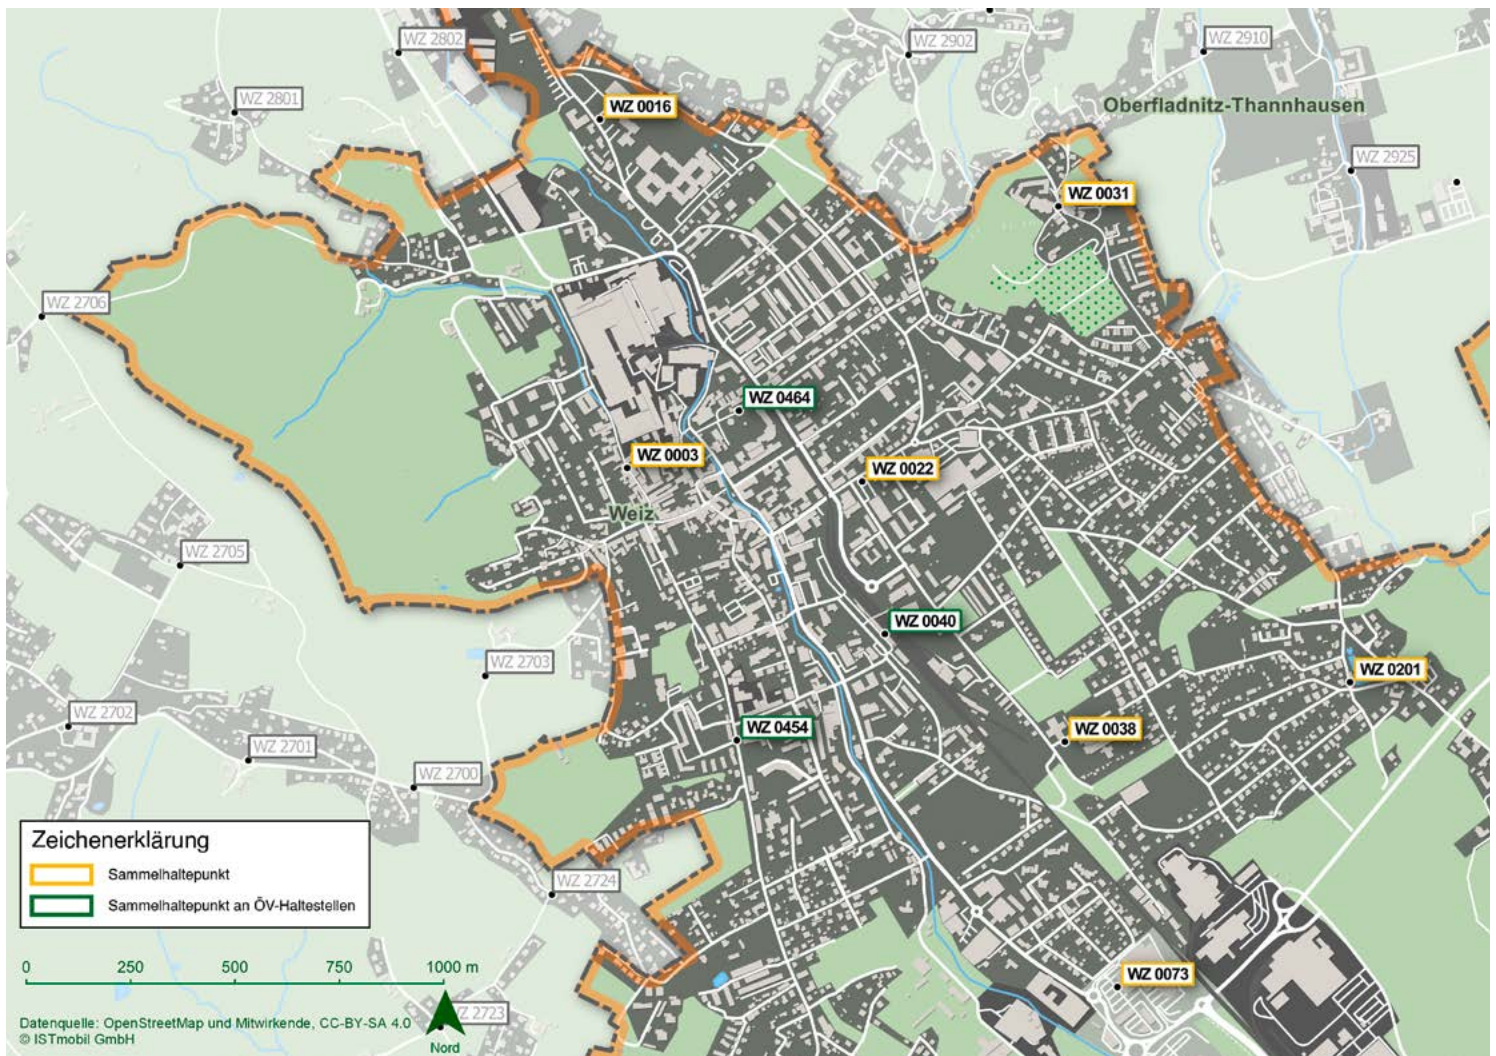 WZ 2802
WZ 2902
WZ 2910
WZ 2801
WZ 0016
Oberfladnitz-Thannhausen
WZ 2925
WZ 0031
WZ 2706
WZ 0464
WZ 0003
WZ 0022
Weiz
WZ 2705
WZ 0040
WZ 2703
WZ 0201
WZ 2702
WZ 0454
WZ 0038
WZ 2701
WZ 2700
Zeichenerklärung
Sammelhaltepunkt
Sammelhaltepunkt an ÖV-Haltestellen
WZ 2724
0 250 500 750 1000 m
WZ 0073
WZ 2723
Datenquelle: OpenStreetMap und Mitwirkende, CC-BY-SA 4.0
© ISTmobil GmbH
Nord